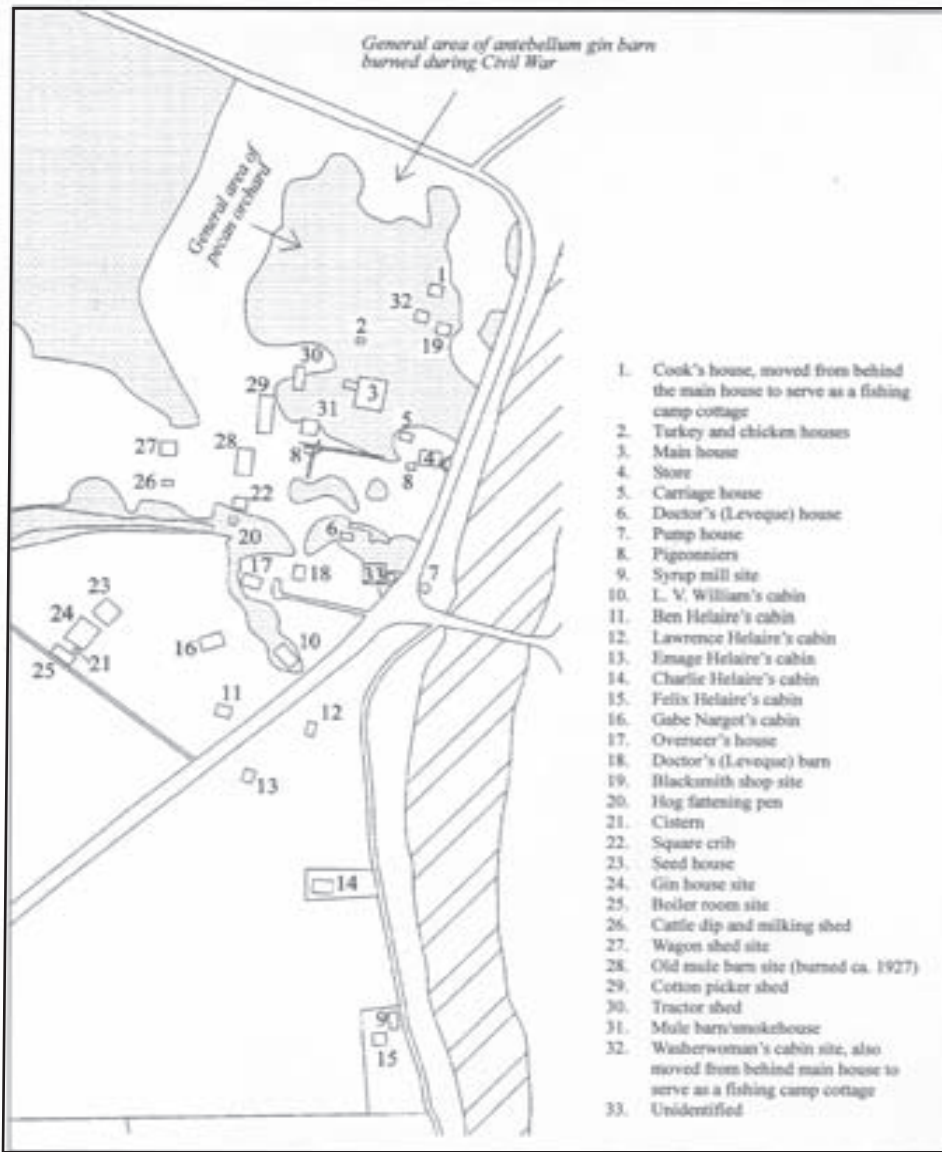 General area of antebellum gin barn
burned during Civil War
General area of
pecan orchard
1
32
2
19
30
3
29
31
5
27
28
8
4
8
26
22
6
20
17
18
33
7
23
24
16
10
25
21
11
12
13
14
9
15
1. Cook's house, moved from behind
the main house to serve as a fishing
camp cottage
2. Turkey and chicken houses
3. Main house
4. Store
5. Carriage house
6. Doctor's (Leveque) house
7. Pump house
8. Pigeonniers
9. Syrup mill site
10. L. V. William's cabin
11. Ben Helaire's cabin
12. Lawrence Helaire's cabin
13. Emage Helaire's cabin
14. Charlie Helaire's cabin
15. Felix Helaire's cabin
16. Gabe Nargot's cabin
17. Overseer's house
18. Doctor's (Leveque) barn
19. Blacksmith shop site
20. Hog fattening pen
21. Cistern
22. Square crib
23. Seed house
24. Gin house site
25. Boiler room site
26. Cattle dip and milking shed
27. Wagon shed site
28. Old mule barn site (burned ca. 1927)
29. Cotton picker shed
30. Tractor shed
31. Mule barn/smokehouse
32. Washerwoman's cabin site, also
moved from behind main house to
serve as a fishing camp cottage
33. Unidentified